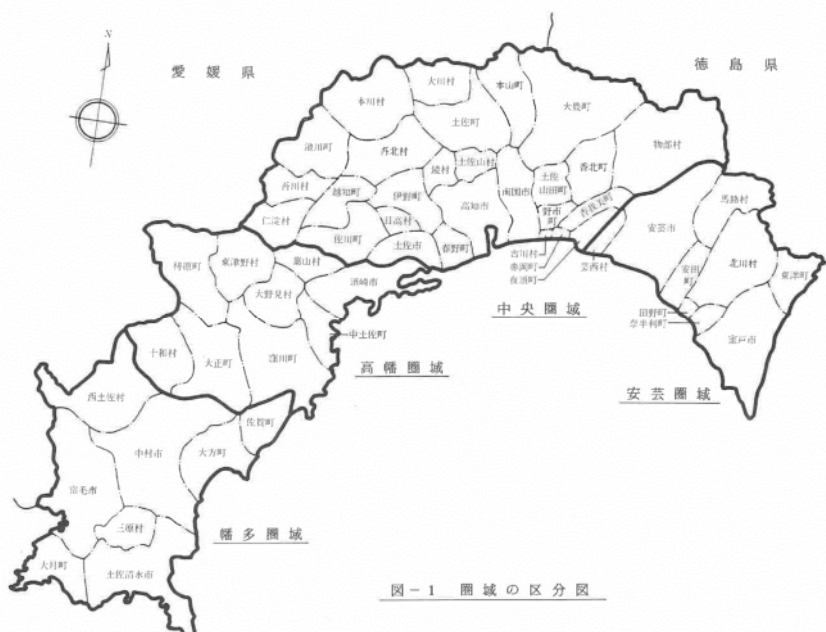 N
愛媛県
徳島県
大川村
本山町
本川村
大豊町
土佐町
物部村
池川町
吾北村
鏡村
土佐山村
香北町
土佐
山田町
南国市
馬路村
吾川村
越知町
伊野町
高知市
野市
町
香我美町
安芸市
仁淀村
日高村
佐川町
土佐市
春野町
吉川村
赤岡町
夜須町
芸西村
北川村
安田
町
東洋町
梼原町
東津野村
葉山村
須崎市
大野見村
中央圏域
田野町
奈半利町
室戸市
中土佐町
十和村
大正町
窪川町
高幡圏域
安芸圏域
西土佐村
佐賀町
中村市
大方町
宿毛市
三原村
幡多圏域
大月町
土佐清水市
図-1 圏域の区分図